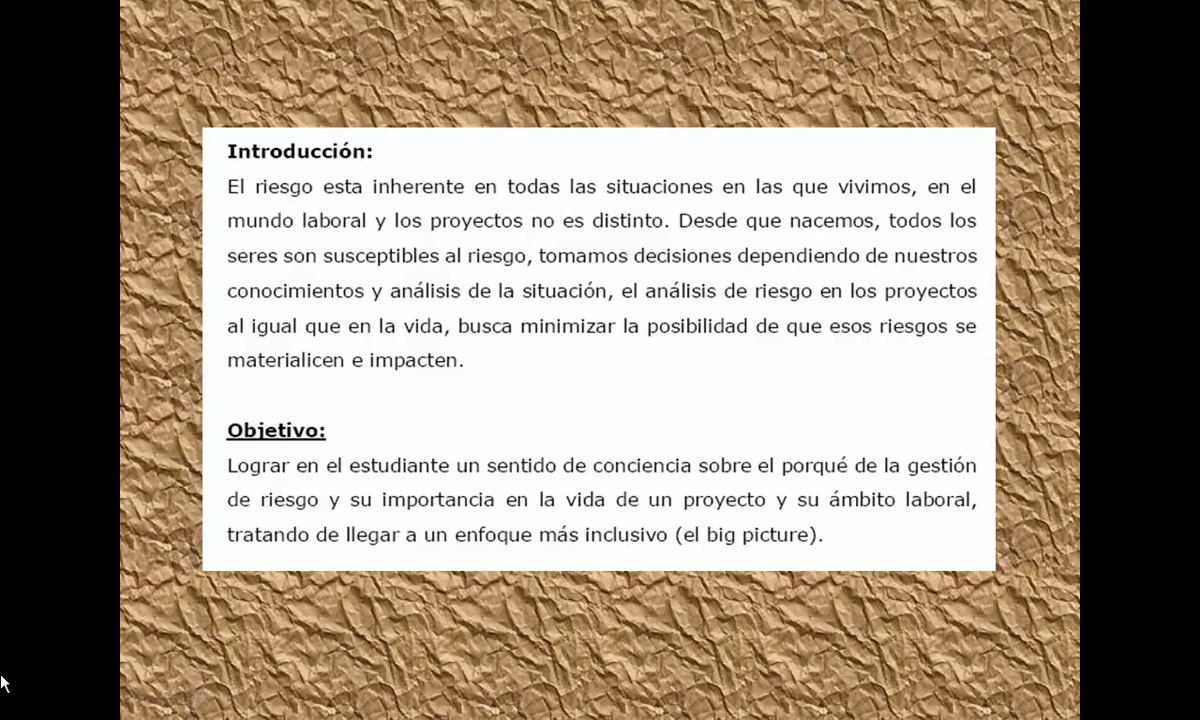 Introducción:
El riesgo esta inherente en todas las situaciones en las que vivimos, en el
mundo laboral y los proyectos no es distinto. Desde que nacemos, todos los
seres son susceptibles al riesgo, tomamos decisiones dependiendo de nuestros
conocimientos y análisis de la situación, el análisis de riesgo en los proyectos
al igual que en la vida, busca minimizar la posibilidad de que esos riesgos se
materialicen e impacten.
Objetivo:
Lograr en el estudiante un sentido de conciencia sobre el porqué de la gestión
de riesgo y su importancia en la vida de un proyecto y su ámbito laboral,
tratando de llegar a un enfoque más inclusivo (el big picture).